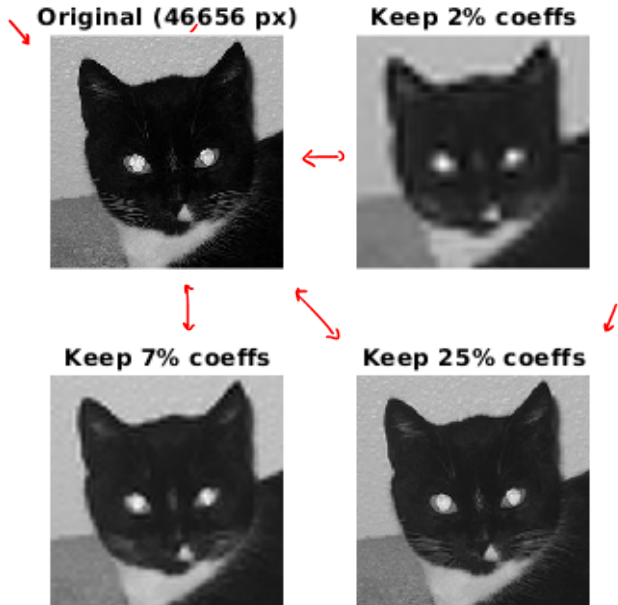 Original (46656 px)
Keep 2% coeffs
Keep 7% coeffs
Keep 25% coeffs